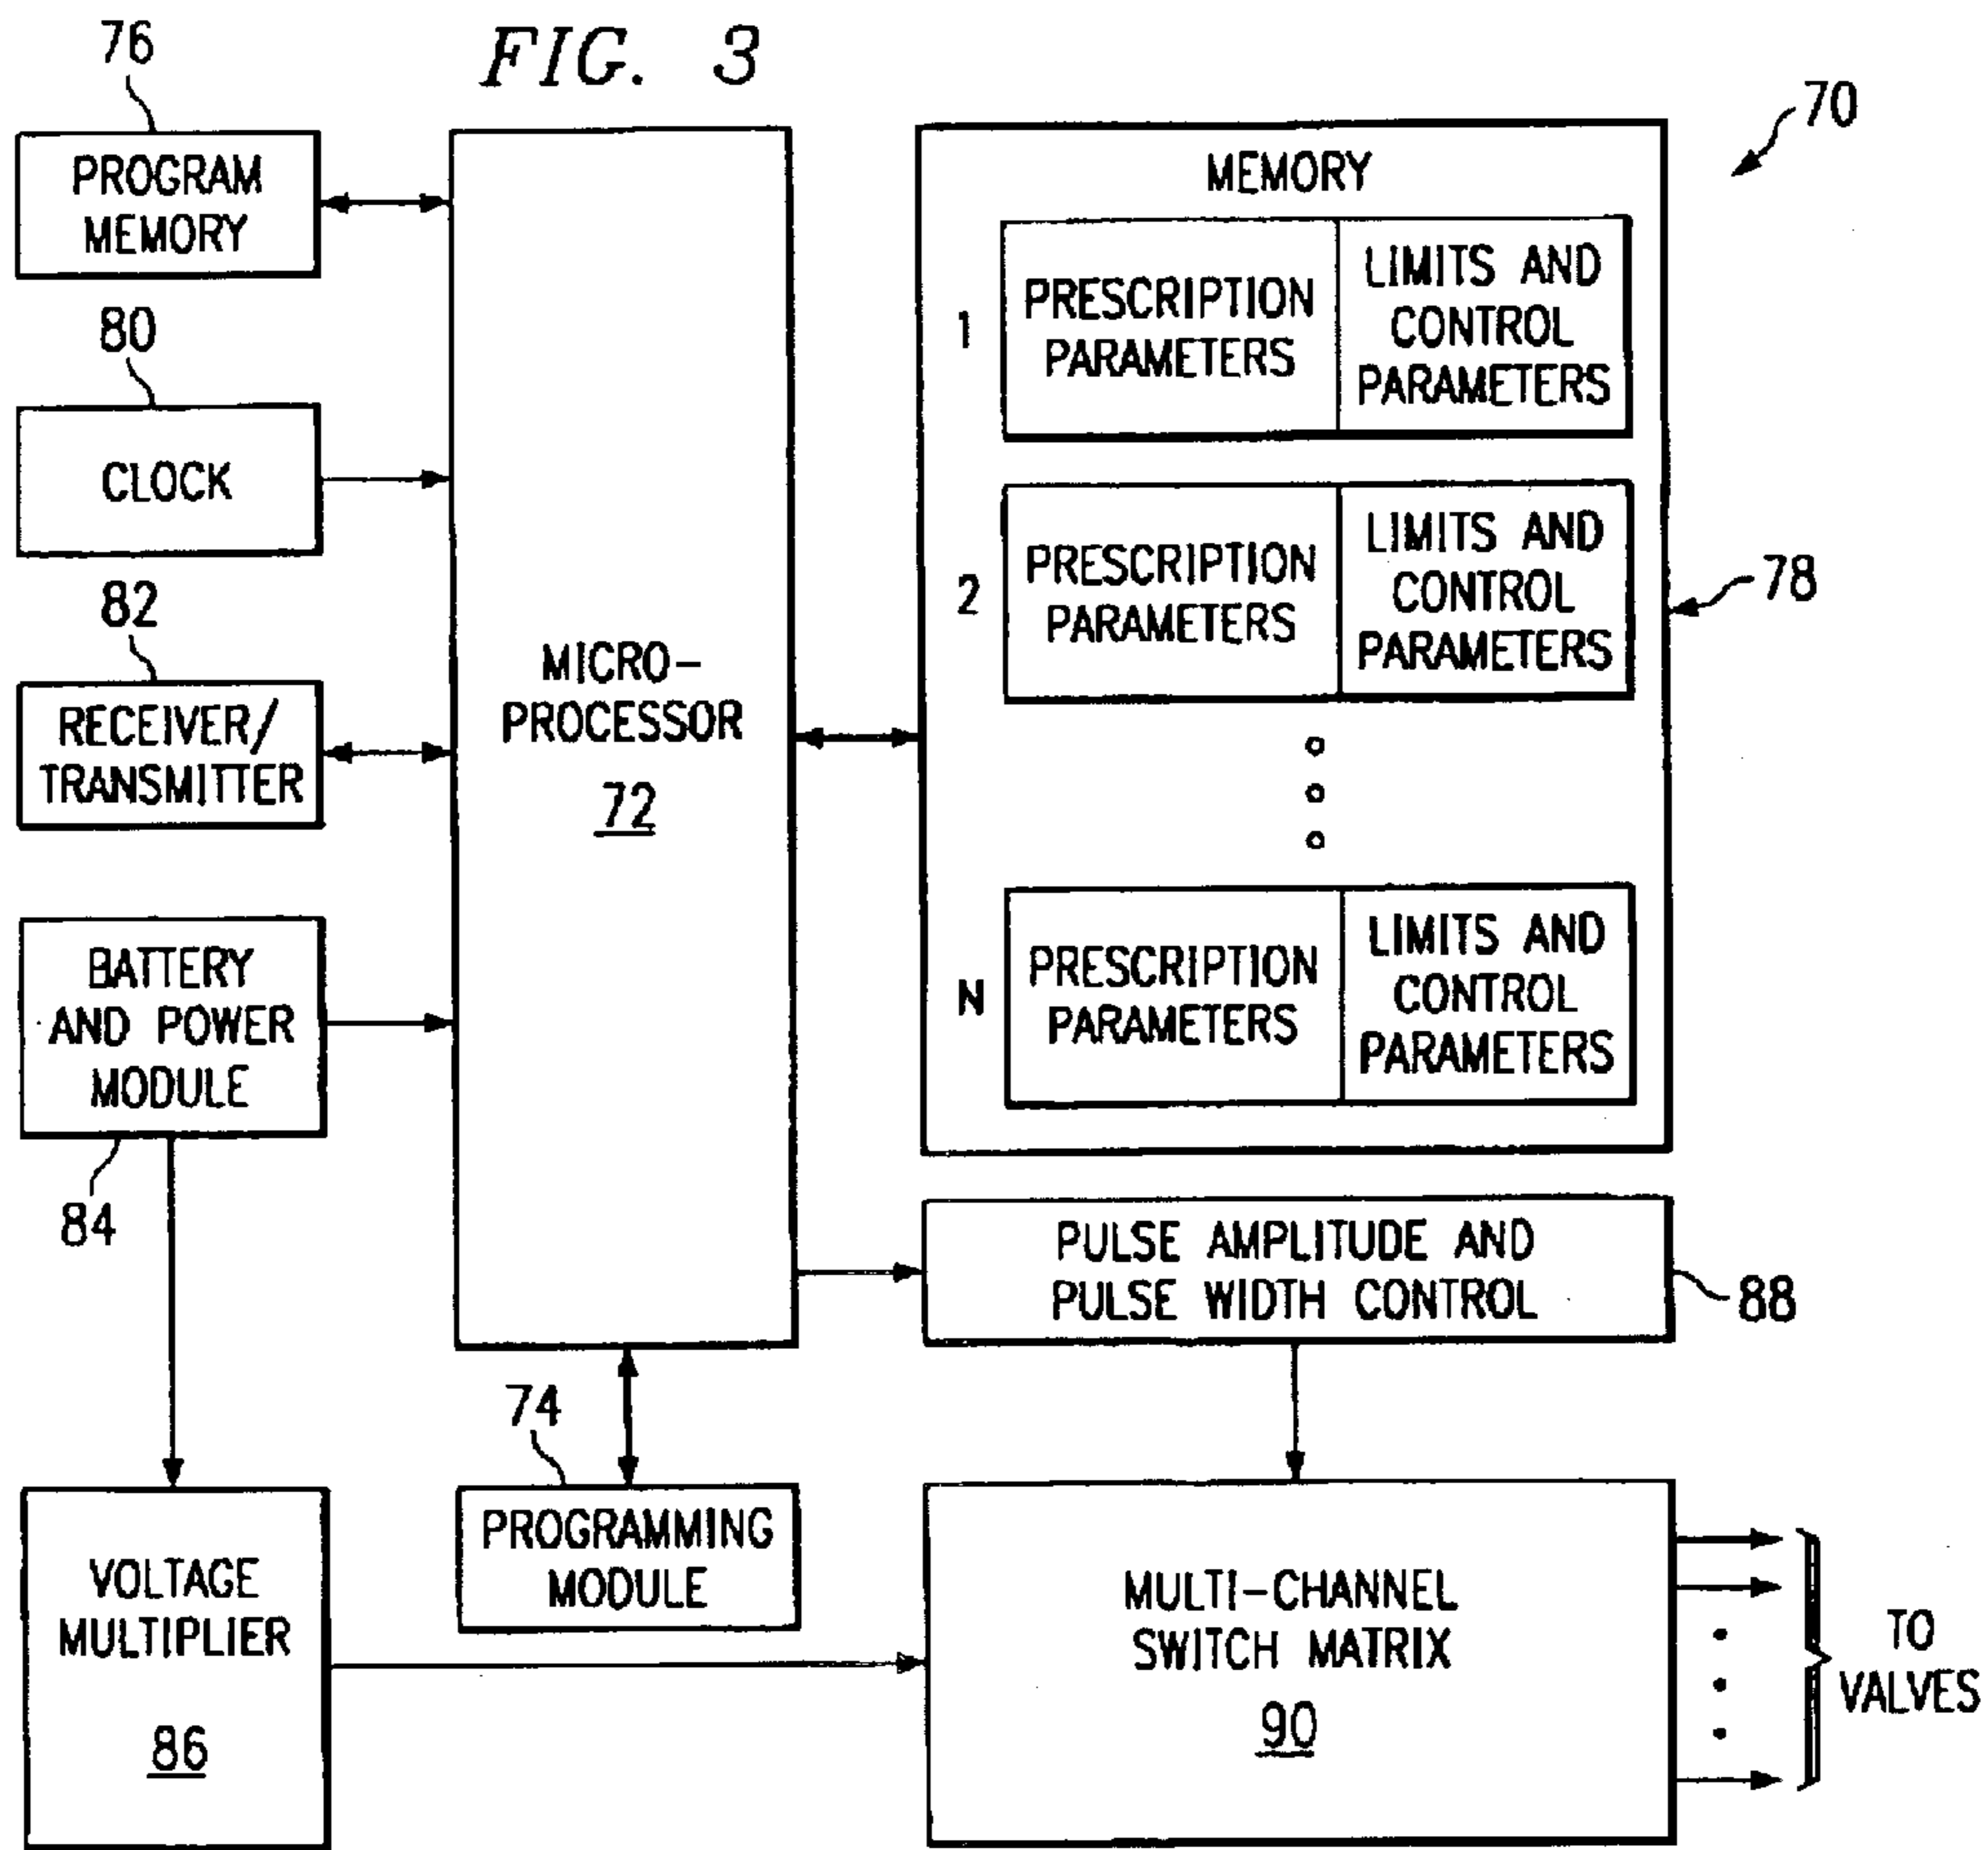 FIG. 3
76
PROGRAM
MEMORY
80
CLOCK
82
RECEIVER/
TRANSMITTER
BATTERY
AND POWER
MODULE
84
VOLTAGE
MULTIPLIER
86
MICRO-
PROCESSOR
72
74
PROGRAMMING
MODULE
70
MEMORY
1
PRESCRIPTION
PARAMETERS
LIMITS AND
CONTROL
PARAMETERS
2
PRESCRIPTION
PARAMETERS
LIMITS AND
CONTROL
PARAMETERS
78
N
PRESCRIPTION
PARAMETERS
LIMITS AND
CONTROL
PARAMETERS
PULSE AMPLITUDE AND
PULSE WIDTH CONTROL
88
MULTI-CHANNEL
SWITCH MATRIX
90
TO
VALVES